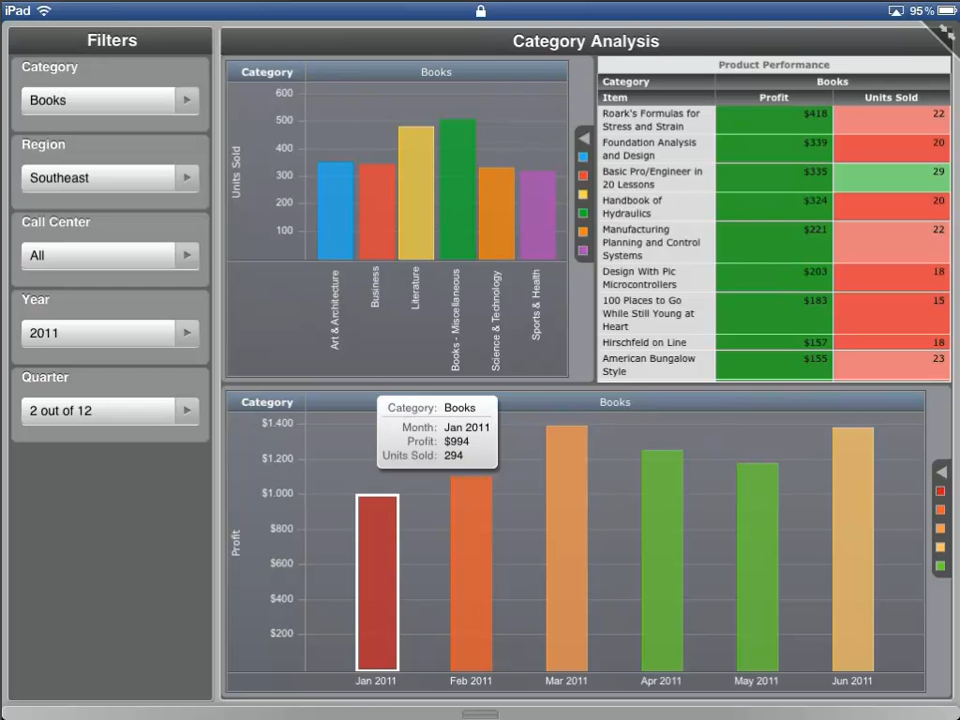 iPad 95%
Filters
Category
Books
Region
Southeast
Call Center
All
Year
2011
Quarter
2 out of 12
Category Analysis
Category Books
600
500
400
300
200
100
Units Sold
Art & Architecture
Business
Literature
Books - Miscellaneous
Science & Technology
Sports & Health
Product Performance
Category Books
Item Profit Units Sold
Roark's Formulas for
Stress and Strain $418 22
Foundation Analysis
and Design $339 20
Basic Pro/Engineer in
20 Lessons $335 29
Handbook of
Hydraulics $324 20
Manufacturing
Planning and Control
Systems $221 22
Design With Pic
Microcontrollers $203 18
100 Places to Go
While Still Young at
Heart $183 15
Hirschfeld on Line $157 18
American Bungalow
Style $155 23
Category Books
$1.400
$1.200
$1.000
$800
$600
$400
$200
Profit
Category: Books
Month: Jan 2011
Profit: $994
Units Sold: 294
Jan 2011 Feb 2011 Mar 2011 Apr 2011 May 2011 Jun 2011